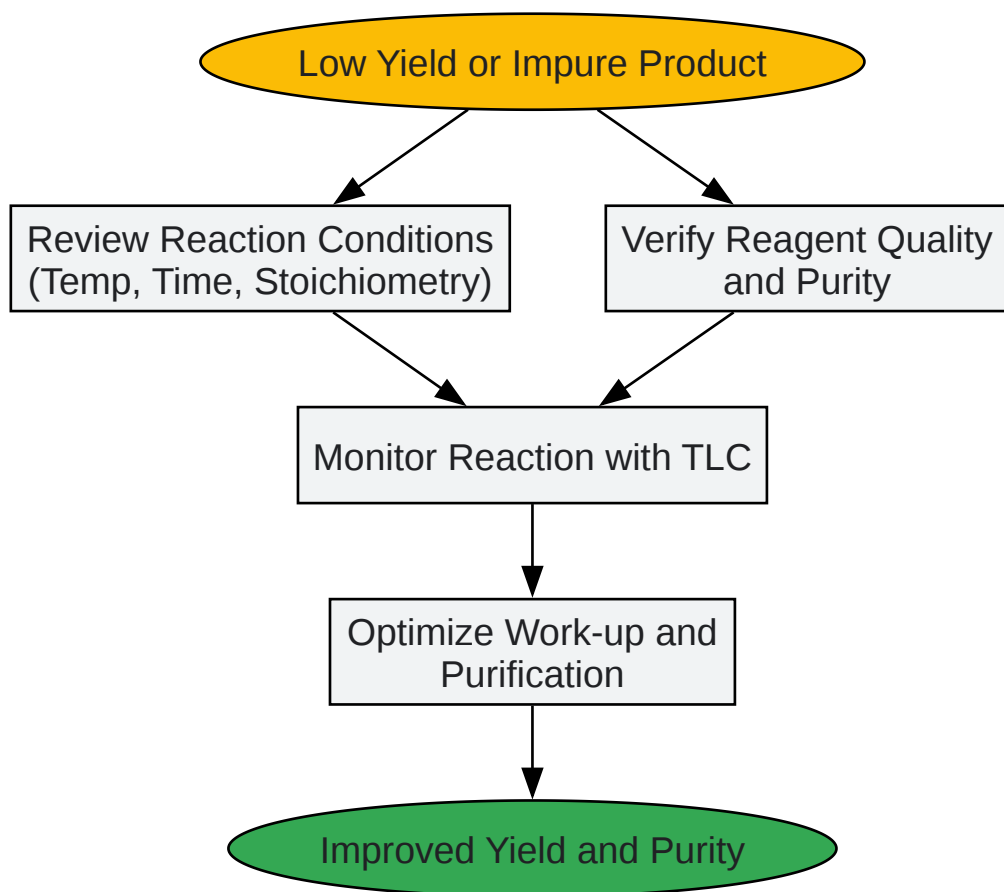 Low Yield or Impure Product
Review Reaction Conditions
(Temp, Time, Stoichiometry)
Verify Reagent Quality
and Purity
Monitor Reaction with TLC
Optimize Work-up and
Purification
Improved Yield and Purity